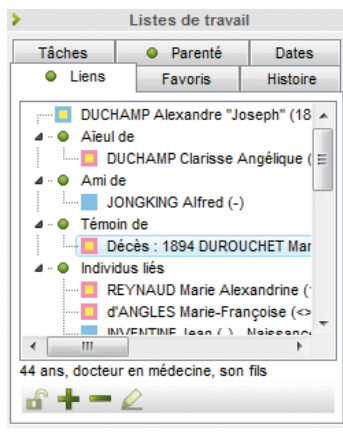 Listes de travail
Tâches Parenté Dates
Liens Favoris Histoire
DUCHAMP Alexandre "Joseph" (18
Aïeul de
DUCHAMP Clarisse Angélique (
Ami de
JONGKING Alfred (-)
Témoin de
Décès : 1894 DUROUCHET Mar
Individus liés
REYNAUD Marie Alexandrine (
d'ANGLES Marie-Françoise (<>
INVENTINE Jean (-) Naissance
44 ans, docteur en médecine, son fils